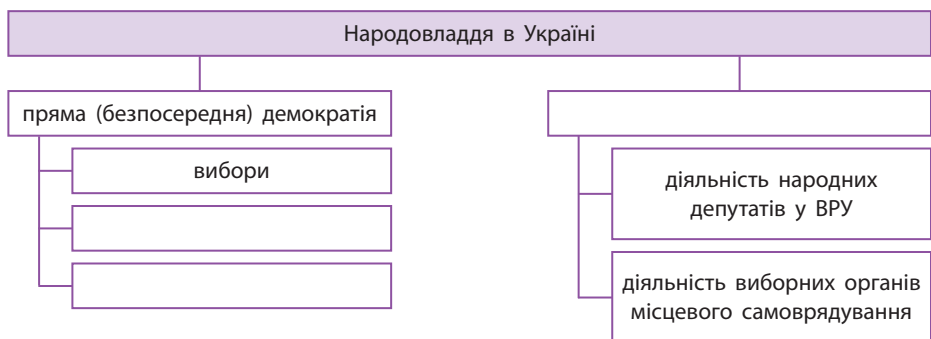 Народовладдя в Україні
пряма (безпосередня) демократія
вибори
діяльність народних
депутатів у ВРУ
діяльність виборних органів
місцевого самоврядування